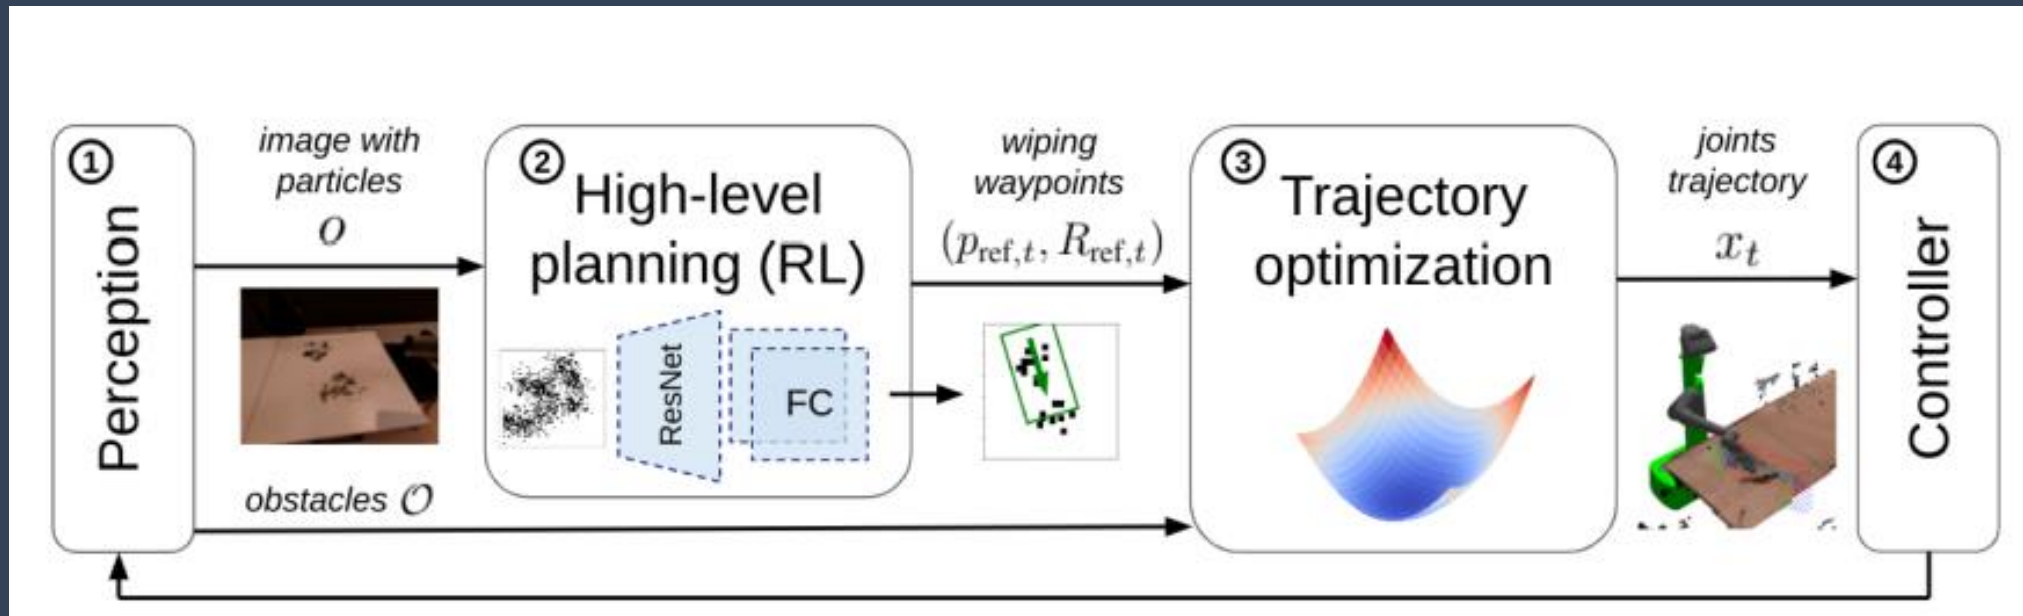 ①
Perception
image with
particles
o
obstacles 𝒪
②
High-level
planning (RL)
ResNet
FC
wiping
waypoints
(p_ref,t, R_ref,t)
③
Trajectory
optimization
joints
trajectory
x_t
④
Controller